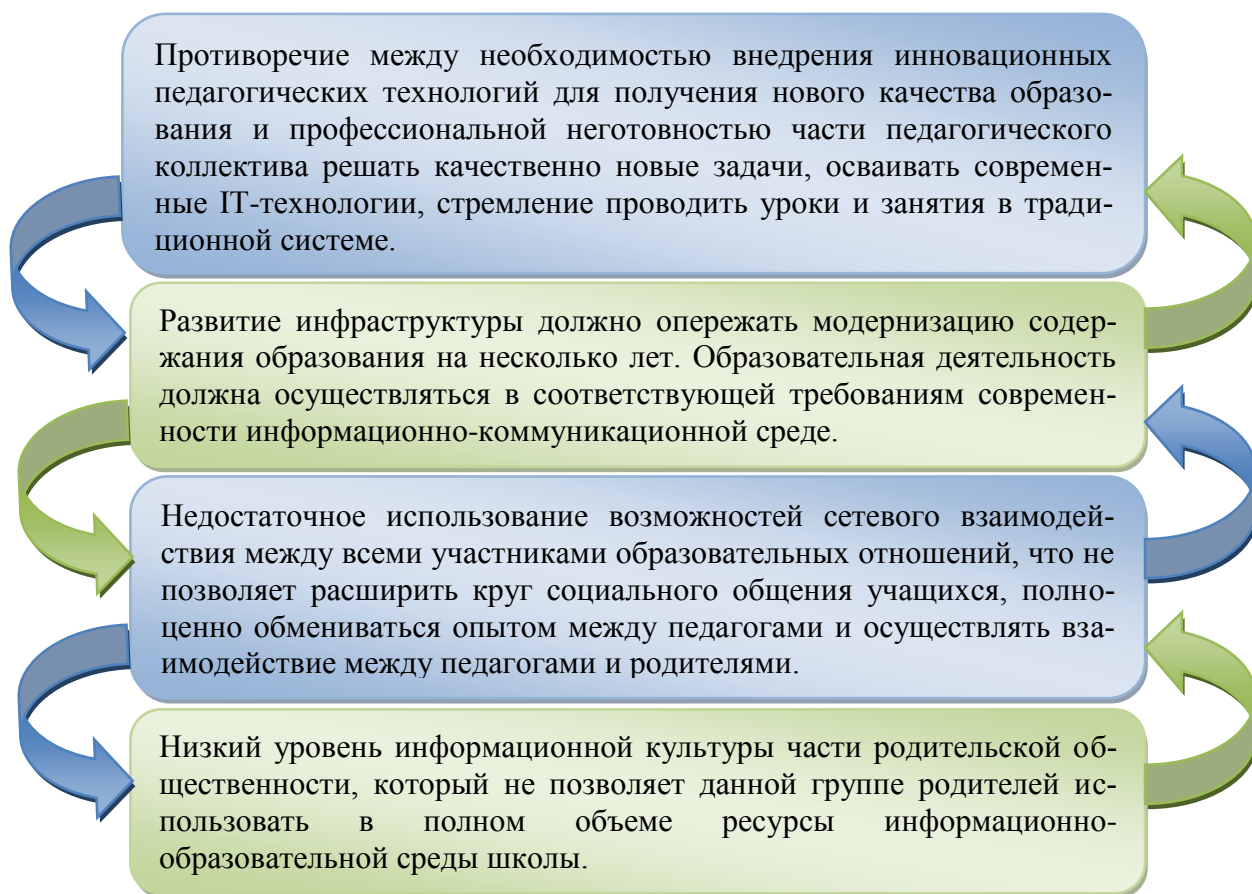 Противоречие между необходимостью внедрения инновационных
педагогических технологий для получения нового качества образо-
вания и профессиональной неготовностью части педагогического
коллектива решать качественно новые задачи, осваивать современ-
ные IT-технологии, стремление проводить уроки и занятия в тради-
ционной системе.
Развитие инфраструктуры должно опережать модернизацию содер-
жания образования на несколько лет. Образовательная деятельность
должна осуществляться в соответствующей требованиям современ-
ности информационно-коммуникационной среде.
Недостаточное использование возможностей сетевого взаимодей-
ствия между всеми участниками образовательных отношений, что не
позволяет расширить круг социального общения учащихся, полно-
ценно обмениваться опытом между педагогами и осуществлять вза-
имодействие между педагогами и родителями.
Низкий уровень информационной культуры части родительской об-
щественности, который не позволяет данной группе родителей ис-
пользовать в полном объеме ресурсы информационно-
образовательной среды школы.